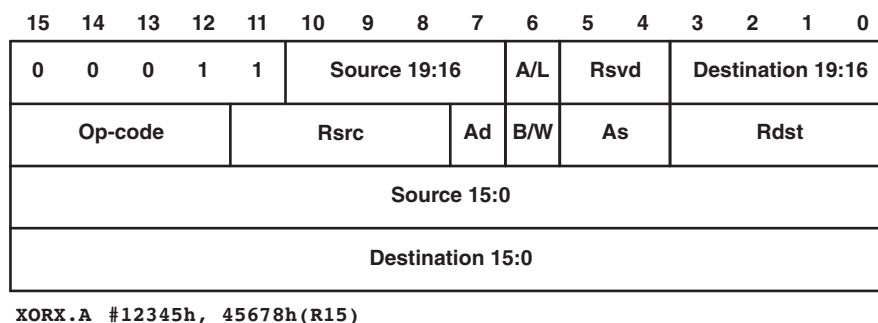 15 14 13 12 11 10 9 8 7 6 5 4 3 2 1 0
0 0 0 1 1 Source 19:16 A/L Rsvd Destination 19:16
Op-code Rsrc Ad B/W As Rdst
Source 15:0
Destination 15:0
XORX.A #12345h, 45678h(R15)